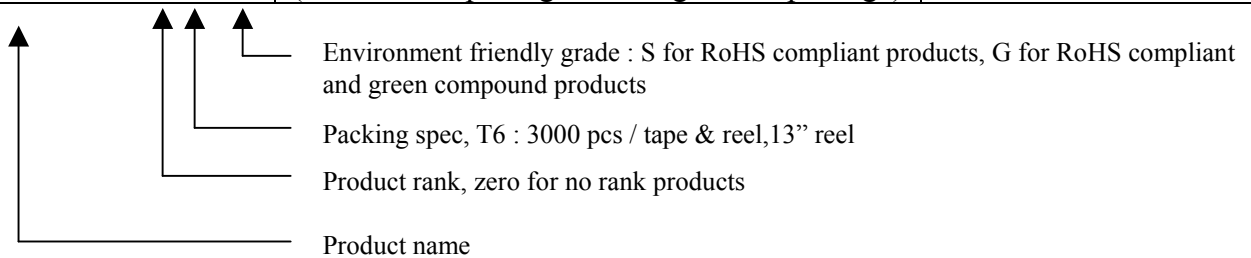 Environment friendly grade : S for RoHS compliant products, G for RoHS compliant
and green compound products
Packing spec, T6 : 3000 pcs / tape & reel,13” reel
Product rank, zero for no rank products
Product name